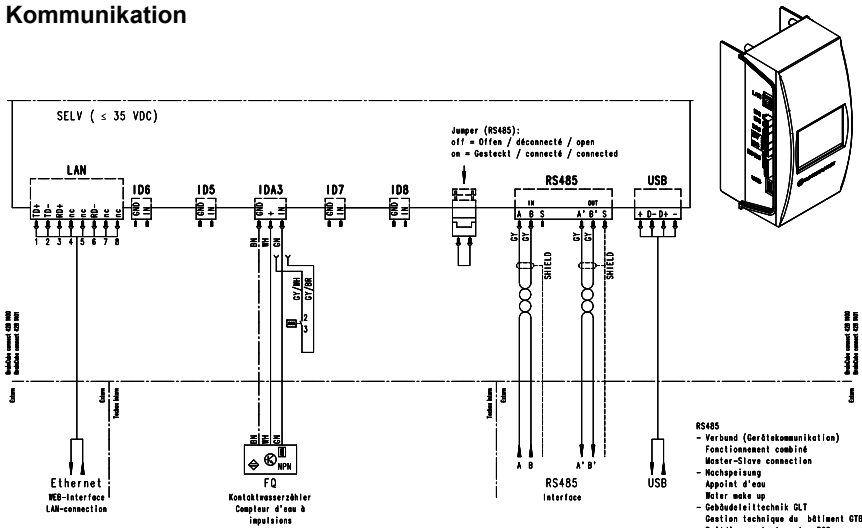 Kommunikation
SELV ( ≤ 35 VDC)
Jumper (RS485):
off = Offen / déconnecté / open
on = Gesteckt / connecté / connected
LAN
ID6
ID5
IDA3
ID7
ID8
RS485
USB
IN
OUT
TD+ TD- RD+ nc nc RD- nc nc
GND IN
GND IN
GND + IN
GND IN
GND IN
A B S
A' B' S
+ D- D+ -
1 2 3 4 5 6 7 8
BN WH GN
GY GY
GY GY
GY/WH
GY/BR
SHIELD
SHIELD
2
3
Extern
Extern
Extern
Extern
BN WH GN
NPN
A B
A' B'
Ethernet
WEB-Interface
LAN-connection
FQ
Kontaktwasserzähler
Compteur d'eau à
impulsions
RS485
Interface
USB
RS485
- Verbund (Gerätekommunikation)
Fonctionnement combiné
Master-Slave connection
- Nachspeisung
Appoint d'eau
Water make up
- Gebäudeleittechnik GLT
Gestion technique du bâtiment GTB